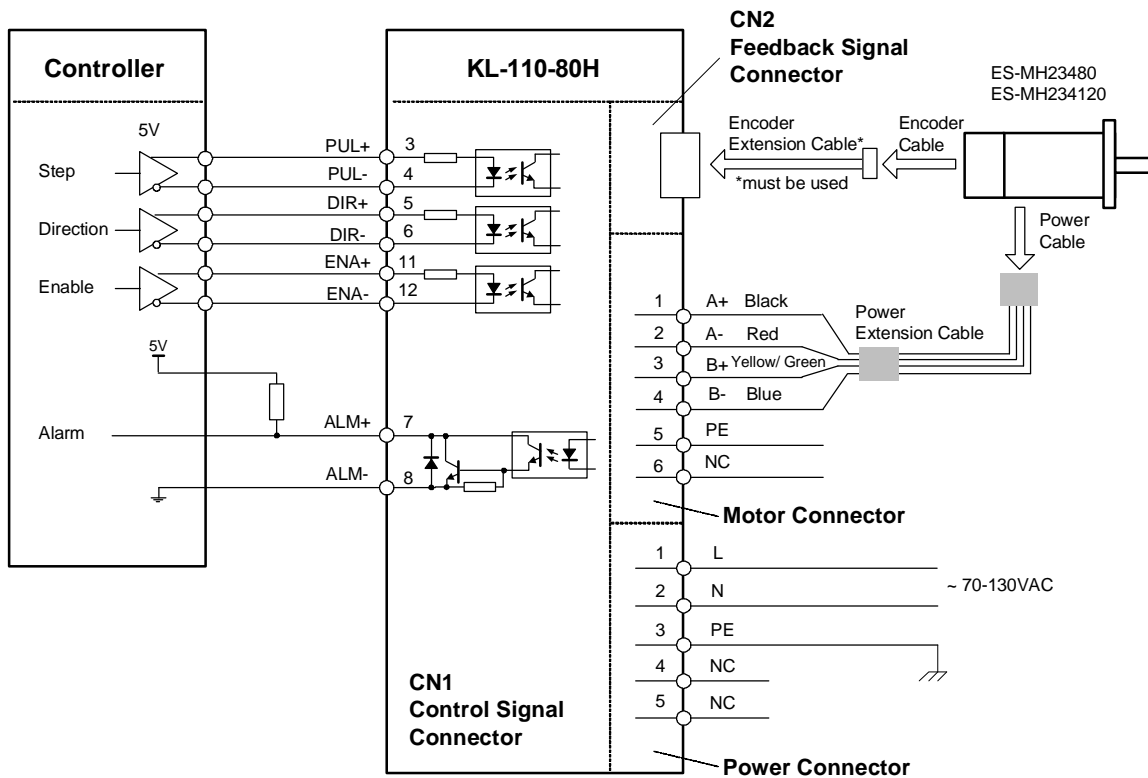 CN2
Feedback Signal
Connector
Controller
KL-110-80H
ES-MH23480
ES-MH234120
5V
Step
PUL+ 3
PUL- 4
Direction
DIR+ 5
DIR- 6
Enable
ENA+ 11
ENA- 12
Encoder
Extension Cable*
*must be used
Encoder
Cable
Power
Cable
1 A+ Black
2 A- Red
3 B+ Yellow/ Green
4 B- Blue
5 PE
6 NC
Power
Extension Cable
5V
Alarm
ALM+ 7
ALM- 8
Motor Connector
1 L
2 N
~ 70-130VAC
3 PE
4 NC
5 NC
CN1
Control Signal
Connector
Power Connector